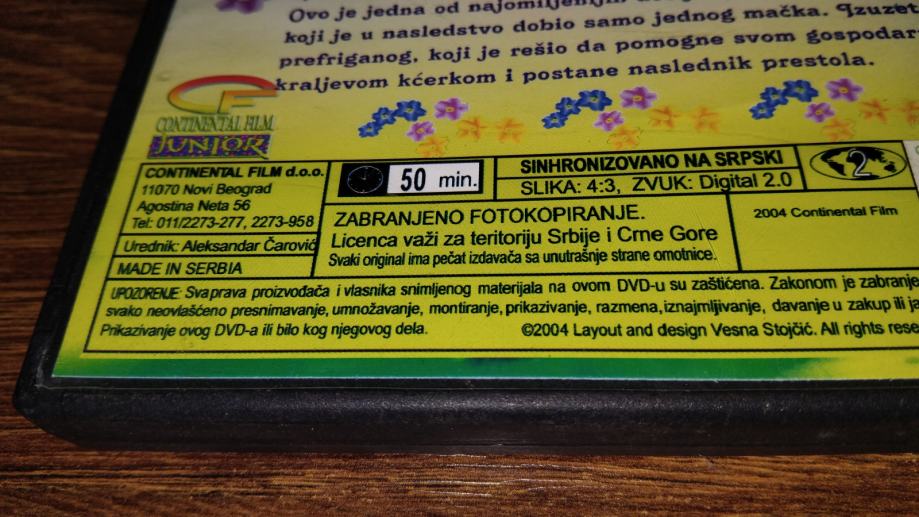 Ovo je jedna od najomiljenijih
koji je u nasledstvo dobio samo jednog mačka. Izuzet
prefriganog, koji je rešio da pomogne svom gospodar
kraljevom kćerkom i postane naslednik prestola.
CF
CONTINENTAL FILM
JUNIOR
CONTINENTAL FILM d.o.o.
11070 Novi Beograd
Agostina Neta 56
Tel: 011/2273-277, 2273-958
Urednik: Aleksandar Čarović
MADE IN SERBIA
50 min.
SINHRONIZOVANO NA SRPSKI
SLIKA: 4:3, ZVUK: Digital 2.0
2
ZABRANJENO FOTOKOPIRANJE.
Licenca važi za teritoriju Srbije i Crne Gore
Svaki original ima pečat izdavača sa unutrašnje strane omotnice.
2004 Continental Film
UPOZORENJE: Sva prava proizvođača i vlasnika snimljenog materijala na ovom DVD-u su zaštićena. Zakonom je zabranje
svako neovlašćeno presnimavanje, umnožavanje, montiranje, prikazivanje, razmena, iznajmljivanje, davanje u zakup ili ja
Prikazivanje ovog DVD-a ili bilo kog njegovog dela.
©2004 Layout and design Vesna Stojčić. All rights rese